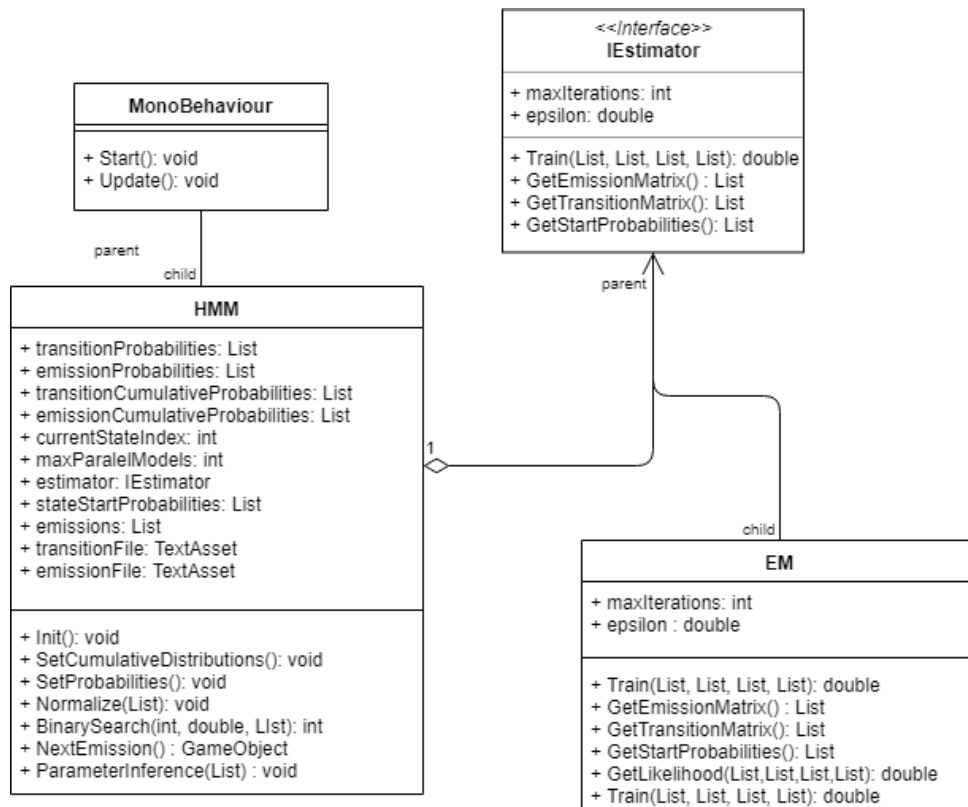 <<Interface>>
IEstimator
+ maxIterations: int
+ epsilon: double
+ Train(List, List, List, List): double
+ GetEmissionMatrix() : List
+ GetTransitionMatrix(): List
+ GetStartProbabilities(): List
MonoBehaviour
+ Start(): void
+ Update(): void
parent
child
parent
HMM
+ transitionProbabilities: List
+ emissionProbabilities: List
+ transitionCumulativeProbabilities: List
+ emissionCumulativeProbabilities: List
+ currentStateIndex: int
+ maxParalelModels: int
+ estimator: IEstimator
+ stateStartProbabilities: List
+ emissions: List
+ transitionFile: TextAsset
+ emissionFile: TextAsset
+ Init(): void
+ SetCumulativeDistributions(): void
+ SetProbabilities(): void
+ Normalize(List): void
+ BinarySearch(int, double, LIst): int
+ NextEmission() : GameObject
+ ParameterInference(List) : void
1
child
EM
+ maxIterations: int
+ epsilon : double
+ Train(List, List, List, List): double
+ GetEmissionMatrix() : List
+ GetTransitionMatrix(): List
+ GetStartProbabilities(): List
+ GetLikelihood(List,List,List,List): double
+ Train(List, List, List, List): double